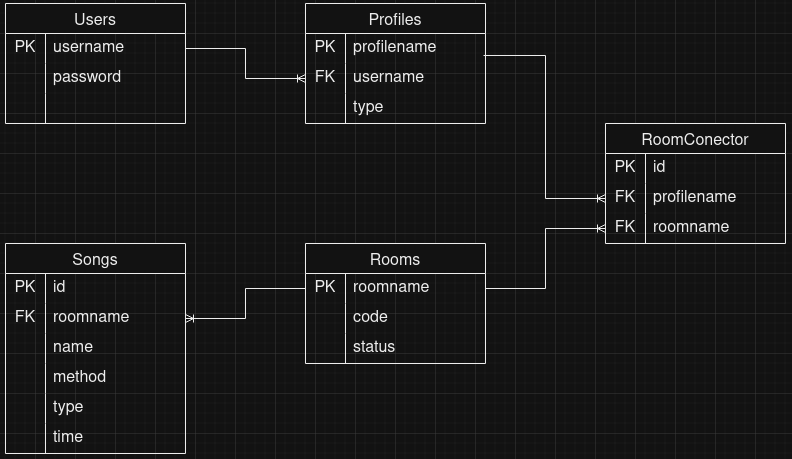 Users
PK username
password
Profiles
PK profilename
FK username
type
RoomConector
PK id
FK profilename
FK roomname
Songs
PK id
FK roomname
name
method
type
time
Rooms
PK roomname
code
status